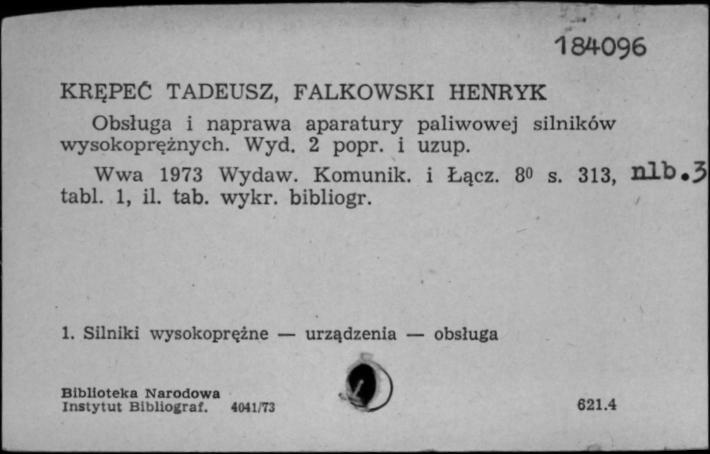 184096
KRĘPEĆ TADEUSZ, FALKOWSKI HENRYK
Obsługa i naprawa aparatury paliwowej silników
wysokoprężnych. Wyd. 2 popr. i uzup.
Wwa 1973 Wydaw. Komunik. i Łącz. 8⁰ s. 313, nlb.3
tabl. 1, il. tab. wykr. bibliogr.
1. Silniki wysokoprężne — urządzenia — obsługa
Biblioteka Narodowa
Instytut Bibliograf. 4041/73 621.4